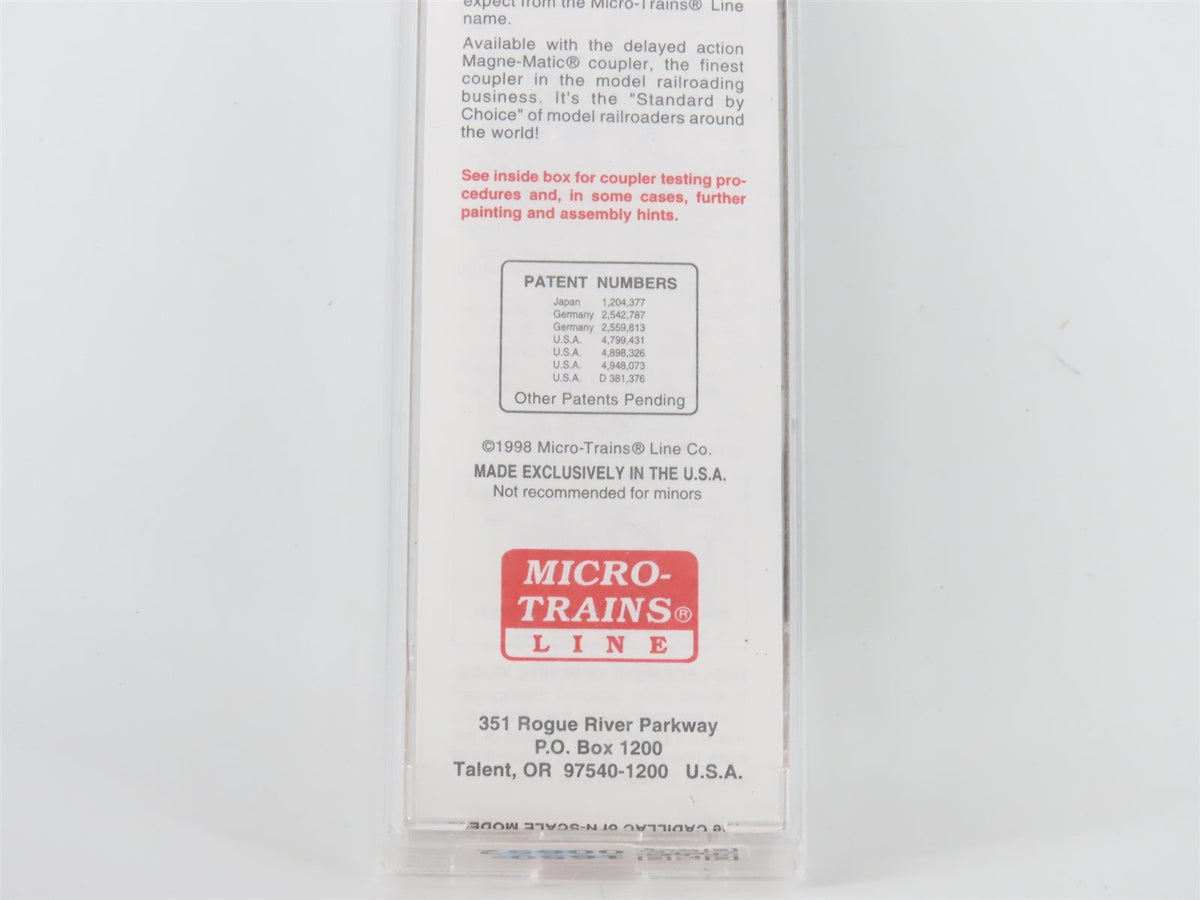 expect from the Micro-Trains® Line
name.
Available with the delayed action
Magne-Matic® coupler, the finest
coupler in the model railroading
business. It's the "Standard by
Choice" of model railroaders around
the world!
See inside box for coupler testing pro-
cedures and, in some cases, further
painting and assembly hints.
PATENT NUMBERS
Japan 1,204,377
Germany 2,542,787
Germany 2,559,813
U.S.A. 4,799,431
U.S.A. 4,898,326
U.S.A. 4,948,073
U.S.A. D 381,376
Other Patents Pending
©1998 Micro-Trains® Line Co.
MADE EXCLUSIVELY IN THE U.S.A.
Not recommended for minors
MICRO-
TRAINS®
LINE
351 Rogue River Parkway
P.O. Box 1200
Talent, OR 97540-1200 U.S.A.
CADILLAC of N-SCALE